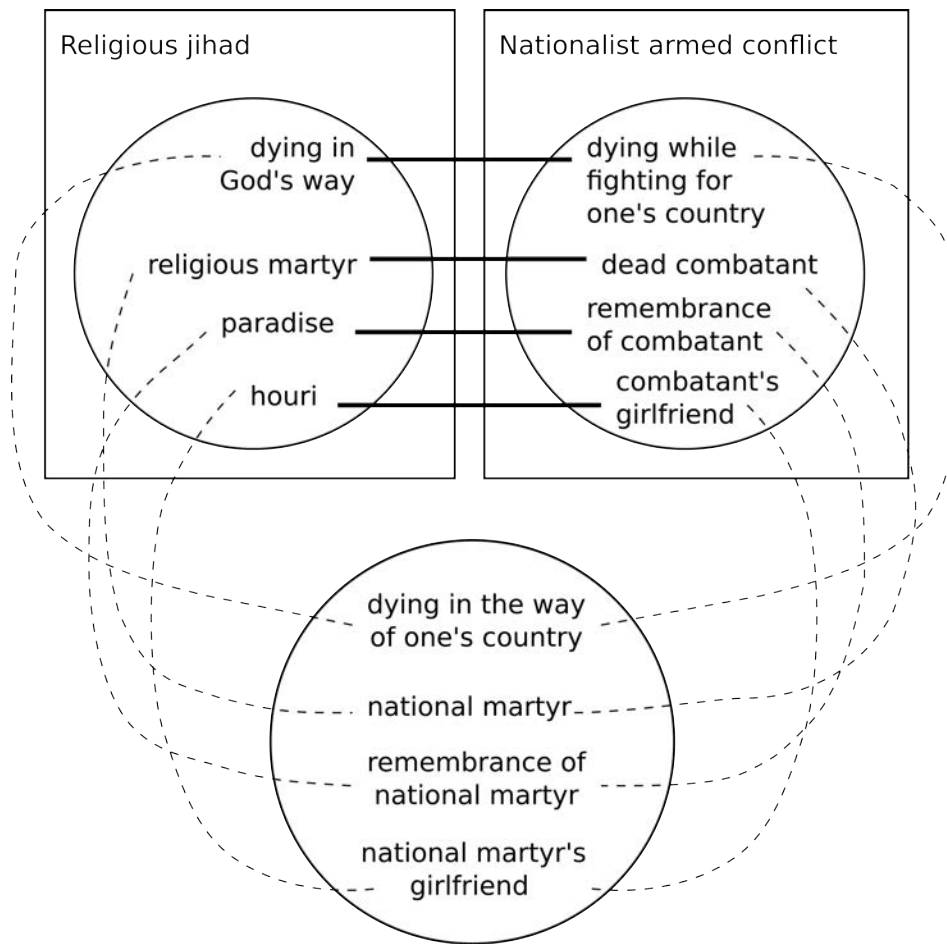 Religious jihad
dying in
God's way
religious martyr
paradise
houri
Nationalist armed conflict
dying while
fighting for
one's country
dead combatant
remembrance
of combatant
combatant's
girlfriend
dying in the way
of one's country
national martyr
remembrance of
national martyr
national martyr's
girlfriend